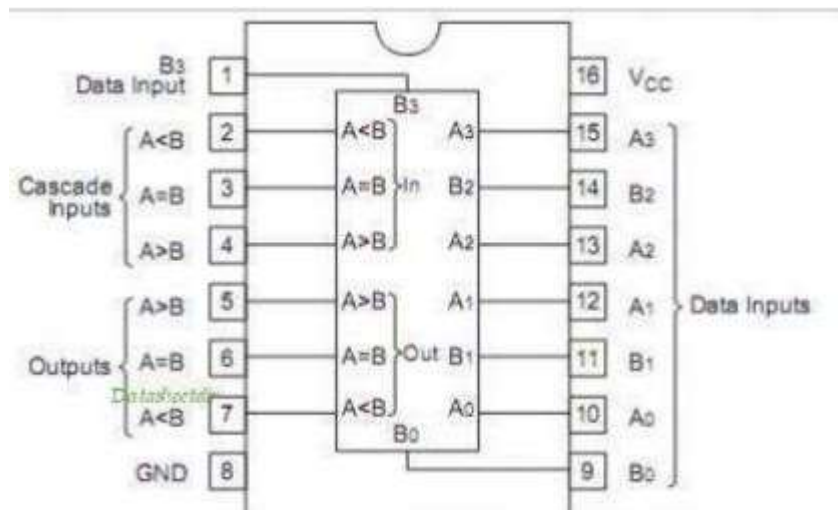 B3
Data Input
1
16
VCC
B3
A<B
2
A<B
A3
15
A3
Cascade
Inputs
A=B
3
A=B
In
B2
14
B2
A>B
4
A>B
A2
13
A2
A>B
5
A>B
A1
12
A1
Data Inputs
Outputs
A=B
6
A=B
Out
B1
11
B1
A<B
7
A<B
A0
10
A0
B0
GND
8
9
B0